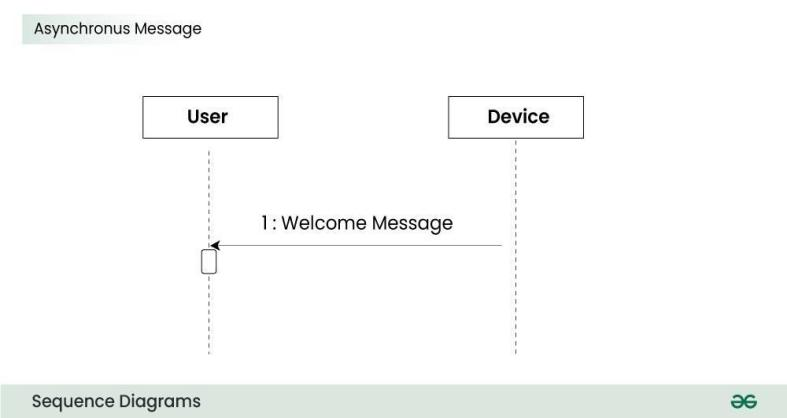 Asynchronus Message
User
Device
1 : Welcome Message
Sequence Diagrams